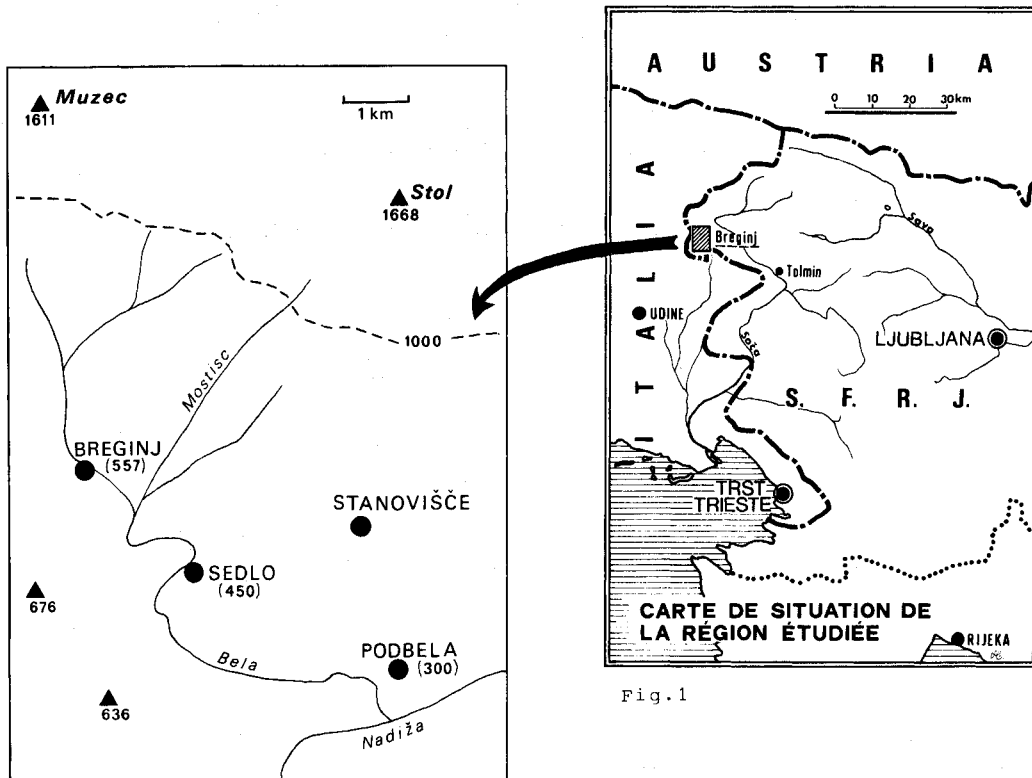 Muzec
1611
1 km
Stol
1668
1000
Mostisc
BREGINJ
(557)
STANOVIŠČE
SEDLO
(450)
676
PODBELA
(300)
Bela
636
Nadiža
A U S T R I A
0 10 20 30 km
I T A L I A
Sava
Breginj
Tolmin
UDINE
LJUBLJANA
Soča
S. F. R. J.
TRST
TRIESTE
CARTE DE SITUATION DE
LA RÉGION ÉTUDIÉE
RIJEKA
Fig.1